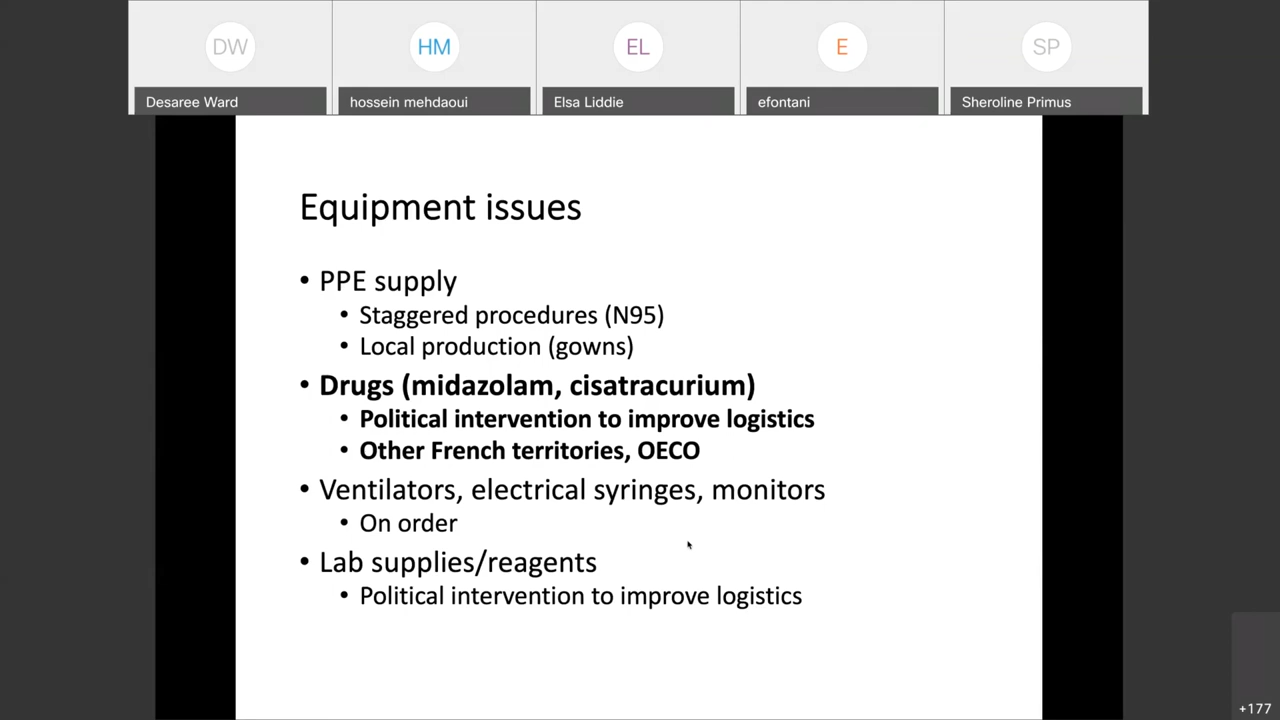 DW
HM
EL
E
SP
Desaree Ward
hossein mehdaoui
Elsa Liddie
efontani
Sheroline Primus
Equipment issues
• PPE supply
• Staggered procedures (N95)
• Local production (gowns)
• Drugs (midazolam, cisatracurium)
• Political intervention to improve logistics
• Other French territories, OECO
• Ventilators, electrical syringes, monitors
• On order
• Lab supplies/reagents
• Political intervention to improve logistics
+177